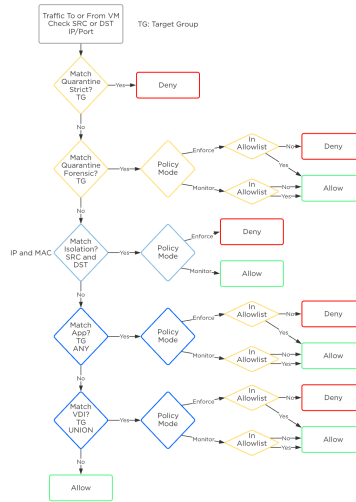 Traffic To or From VM
Check SRC or DST
IP/Port
TG: Target Group
Match
Quarantine
Strict?
TG
Yes
Deny
No
Match
Quarantine
Forensic?
TG
Yes
Policy
Mode
Enforce
In
Allowlist
No
Deny
Yes
Monitor
In
Allowlist
No
Yes
Allow
No
IP and MAC
Match
Isolation?
SRC and
DST
Yes
Policy
Mode
Enforce
Deny
Monitor
Allow
No
Match
App?
TG
ANY
Yes
Policy
Mode
Enforce
In
Allowlist
No
Deny
Yes
Monitor
In
Allowlist
No
Yes
Allow
No
Match
VDI?
TG
UNION
Yes
Policy
Mode
Enforce
In
Allowlist
No
Deny
Yes
Monitor
In
Allowlist
No
Yes
Allow
No
Allow